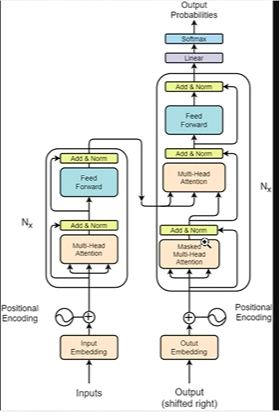 Output
Probabilities
Softmax
Linear
Add & Norm
Feed
Forward
Add & Norm
Multi-Head
Attention
Nx
Add & Norm
Masked
Multi-Head
Attention
Add & Norm
Feed
Forward
Nx
Add & Norm
Multi-Head
Attention
Positional
Encoding
Positional
Encoding
Input
Embedding
Outut
Embedding
Inputs
Output
(shifted right)